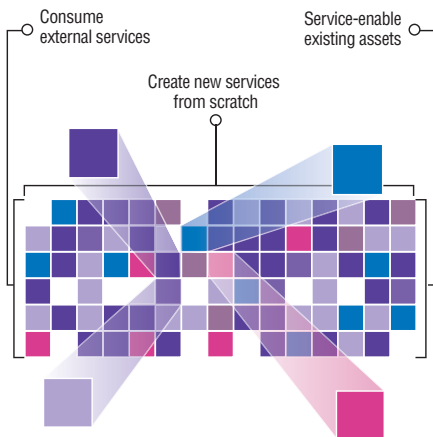 Consume
external services
Service-enable
existing assets
Create new services
from scratch